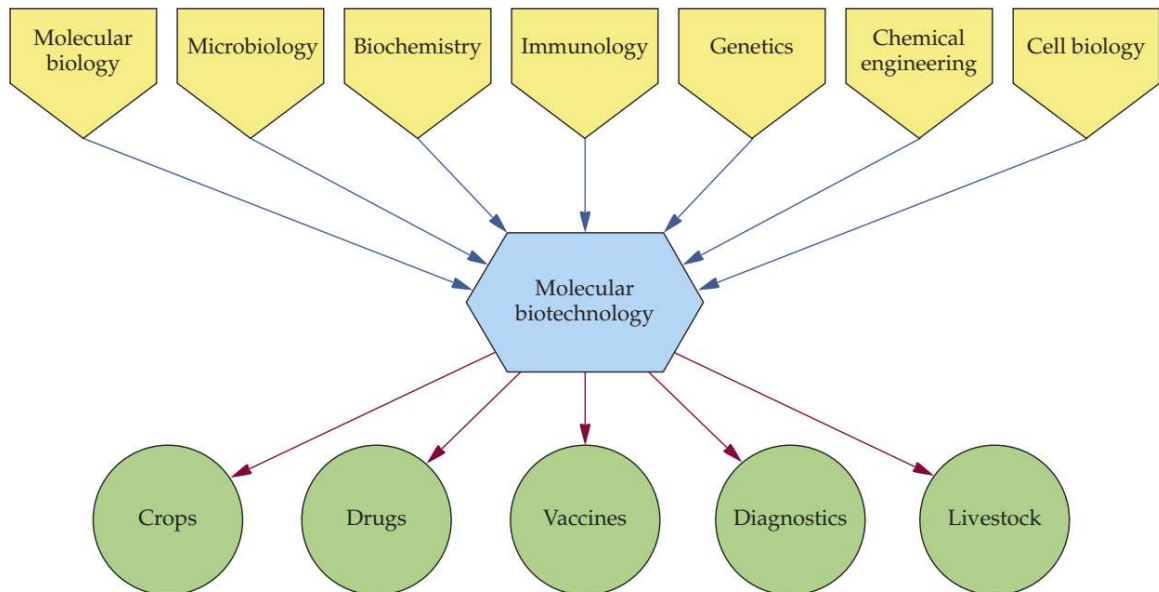 Molecular
biology
Microbiology
Biochemistry
Immunology
Genetics
Chemical
engineering
Cell biology
Molecular
biotechnology
Crops
Drugs
Vaccines
Diagnostics
Livestock